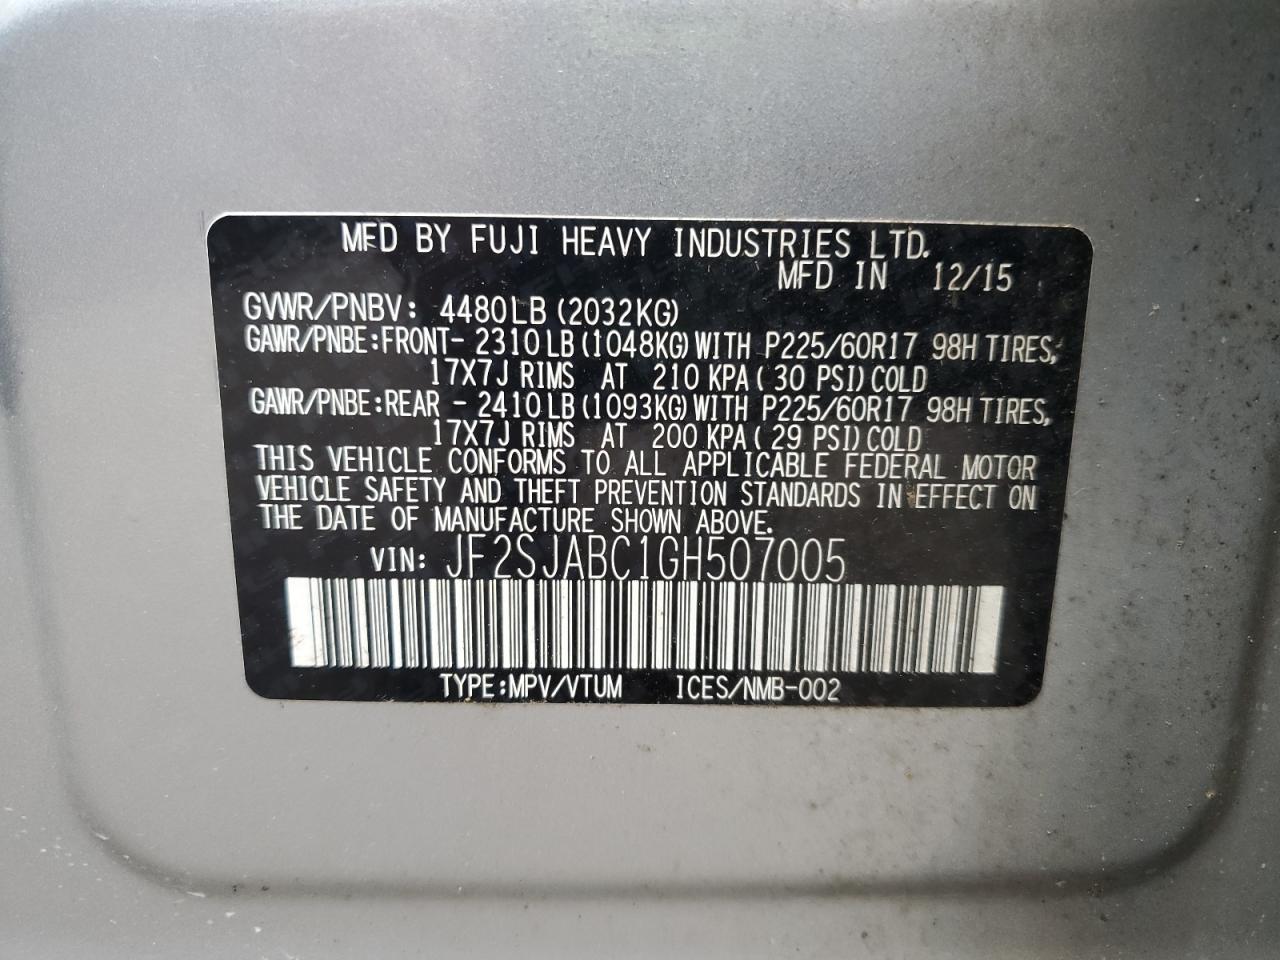 MFD BY FUJI HEAVY INDUSTRIES LTD.
MFD IN 12/15
GVWR/PNBV: 4480LB (2032KG)
GAWR/PNBE:FRONT- 2310LB (1048KG) WITH P225/60R17 98H TIRES,
17X7J RIMS AT 210 KPA ( 30 PSI) COLD
GAWR/PNBE:REAR - 2410LB (1093KG) WITH P225/60R17 98H TIRES,
17X7J RIMS AT 200 KPA ( 29 PSI) COLD
THIS VEHICLE CONFORMS TO ALL APPLICABLE FEDERAL MOTOR
VEHICLE SAFETY AND THEFT PREVENTION STANDARDS IN EFFECT ON
THE DATE OF MANUFACTURE SHOWN ABOVE.
VIN: JF2SJABC1GH507005
TYPE:MPV/VTUM ICES/NMB-002